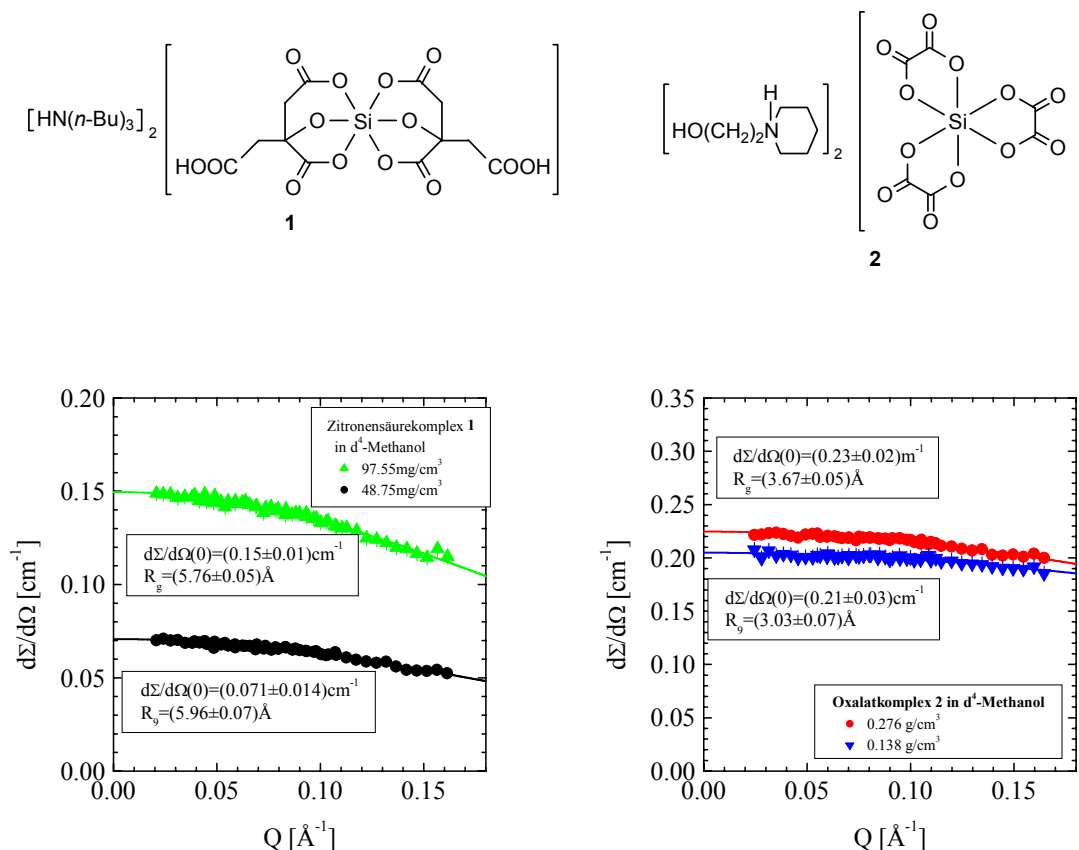 [HN(n-Bu)3]2
O
O
O
O
O
Si
O
O
O
HOOC
COOH
O
O
1
HO(CH2)2
H
N
2
O
O
O
O
O
O
Si
O
O
O
O
O
O
2
0.20
0.15
0.10
0.05
0.00
0.00 0.05 0.10 0.15
dΣ/dΩ [cm-1]
Q [Å-1]
Zitronensäurekomplex 1
in d4-Methanol
97.55mg/cm3
48.75mg/cm3
dΣ/dΩ(0)=(0.15±0.01)cm-1
Rg=(5.76±0.05)Å
dΣ/dΩ(0)=(0.071±0.014)cm-1
R9=(5.96±0.07)Å
0.35
0.30
0.25
0.20
0.15
0.10
0.05
0.00
0.00 0.05 0.10 0.15
dΣ/dΩ [cm-1]
Q [Å-1]
dΣ/dΩ(0)=(0.23±0.02)m-1
Rg=(3.67±0.05)Å
dΣ/dΩ(0)=(0.21±0.03)cm-1
R9=(3.03±0.07)Å
Oxalatkomplex 2 in d4-Methanol
0.276 g/cm3
0.138 g/cm3